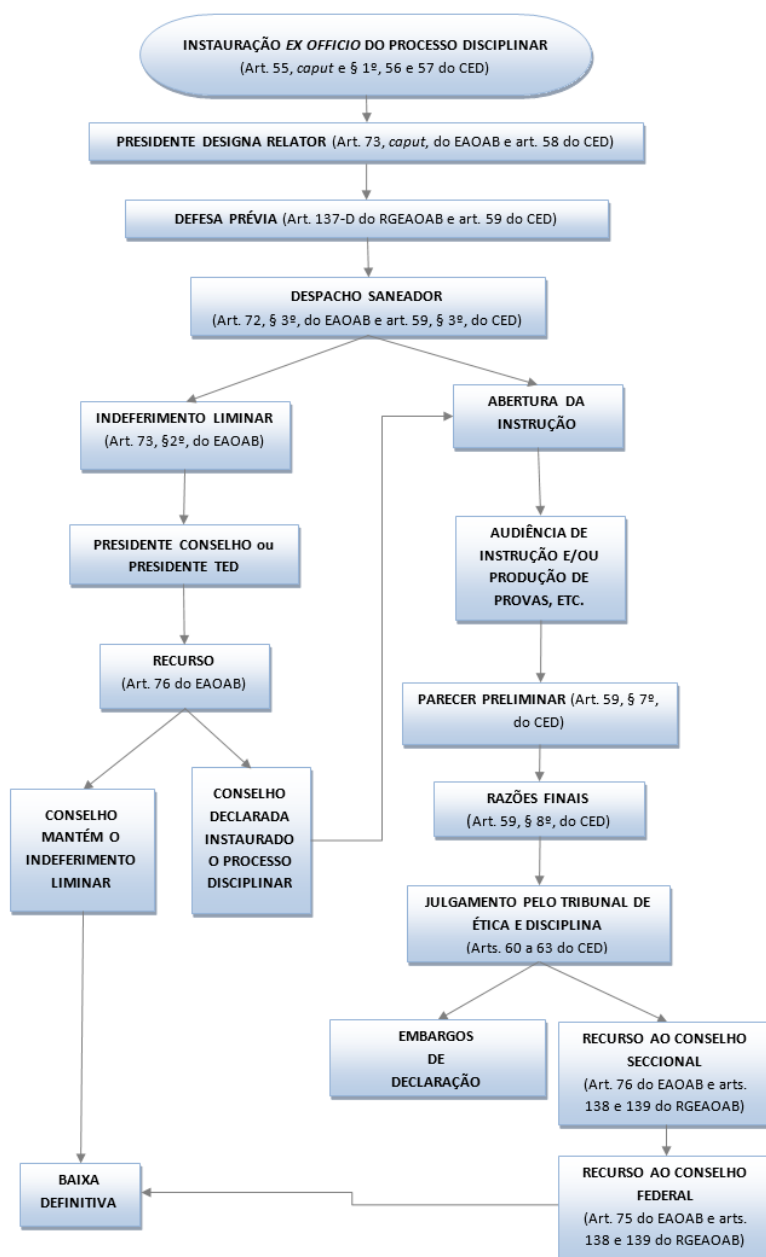 INSTAURAÇÃO EX OFFICIO DO PROCESSO DISCIPLINAR
(Art. 55, caput e § 1º, 56 e 57 do CED)
PRESIDENTE DESIGNA RELATOR (Art. 73, caput, do EAOAB e art. 58 do CED)
DEFESA PRÉVIA (Art. 137-D do RGEAOAB e art. 59 do CED)
DESPACHO SANEADOR
(Art. 72, § 3º, do EAOAB e art. 59, § 3º, do CED)
INDEFERIMENTO LIMINAR
(Art. 73, §2º, do EAOAB)
PRESIDENTE CONSELHO ou
PRESIDENTE TED
RECURSO
(Art. 76 do EAOAB)
CONSELHO
MANTÉM O
INDEFERIMENTO
LIMINAR
CONSELHO
DECLARADA
INSTAURADO
O PROCESSO
DISCIPLINAR
ABERTURA DA
INSTRUÇÃO
AUDIÊNCIA DE
INSTRUÇÃO E/OU
PRODUÇÃO DE
PROVAS, ETC.
PARECER PRELIMINAR (Art. 59, § 7º,
do CED)
RAZÕES FINAIS
(Art. 59, § 8º, do CED)
JULGAMENTO PELO TRIBUNAL DE
ÉTICA E DISCIPLINA
(Arts. 60 a 63 do CED)
EMBARGOS
DE
DECLARAÇÃO
RECURSO AO CONSELHO
SECCIONAL
(Art. 76 do EAOAB e arts.
138 e 139 do RGEAOAB)
RECURSO AO CONSELHO
FEDERAL
(Art. 75 do EAOAB e arts.
138 e 139 do RGEAOAB)
BAIXA
DEFINITIVA